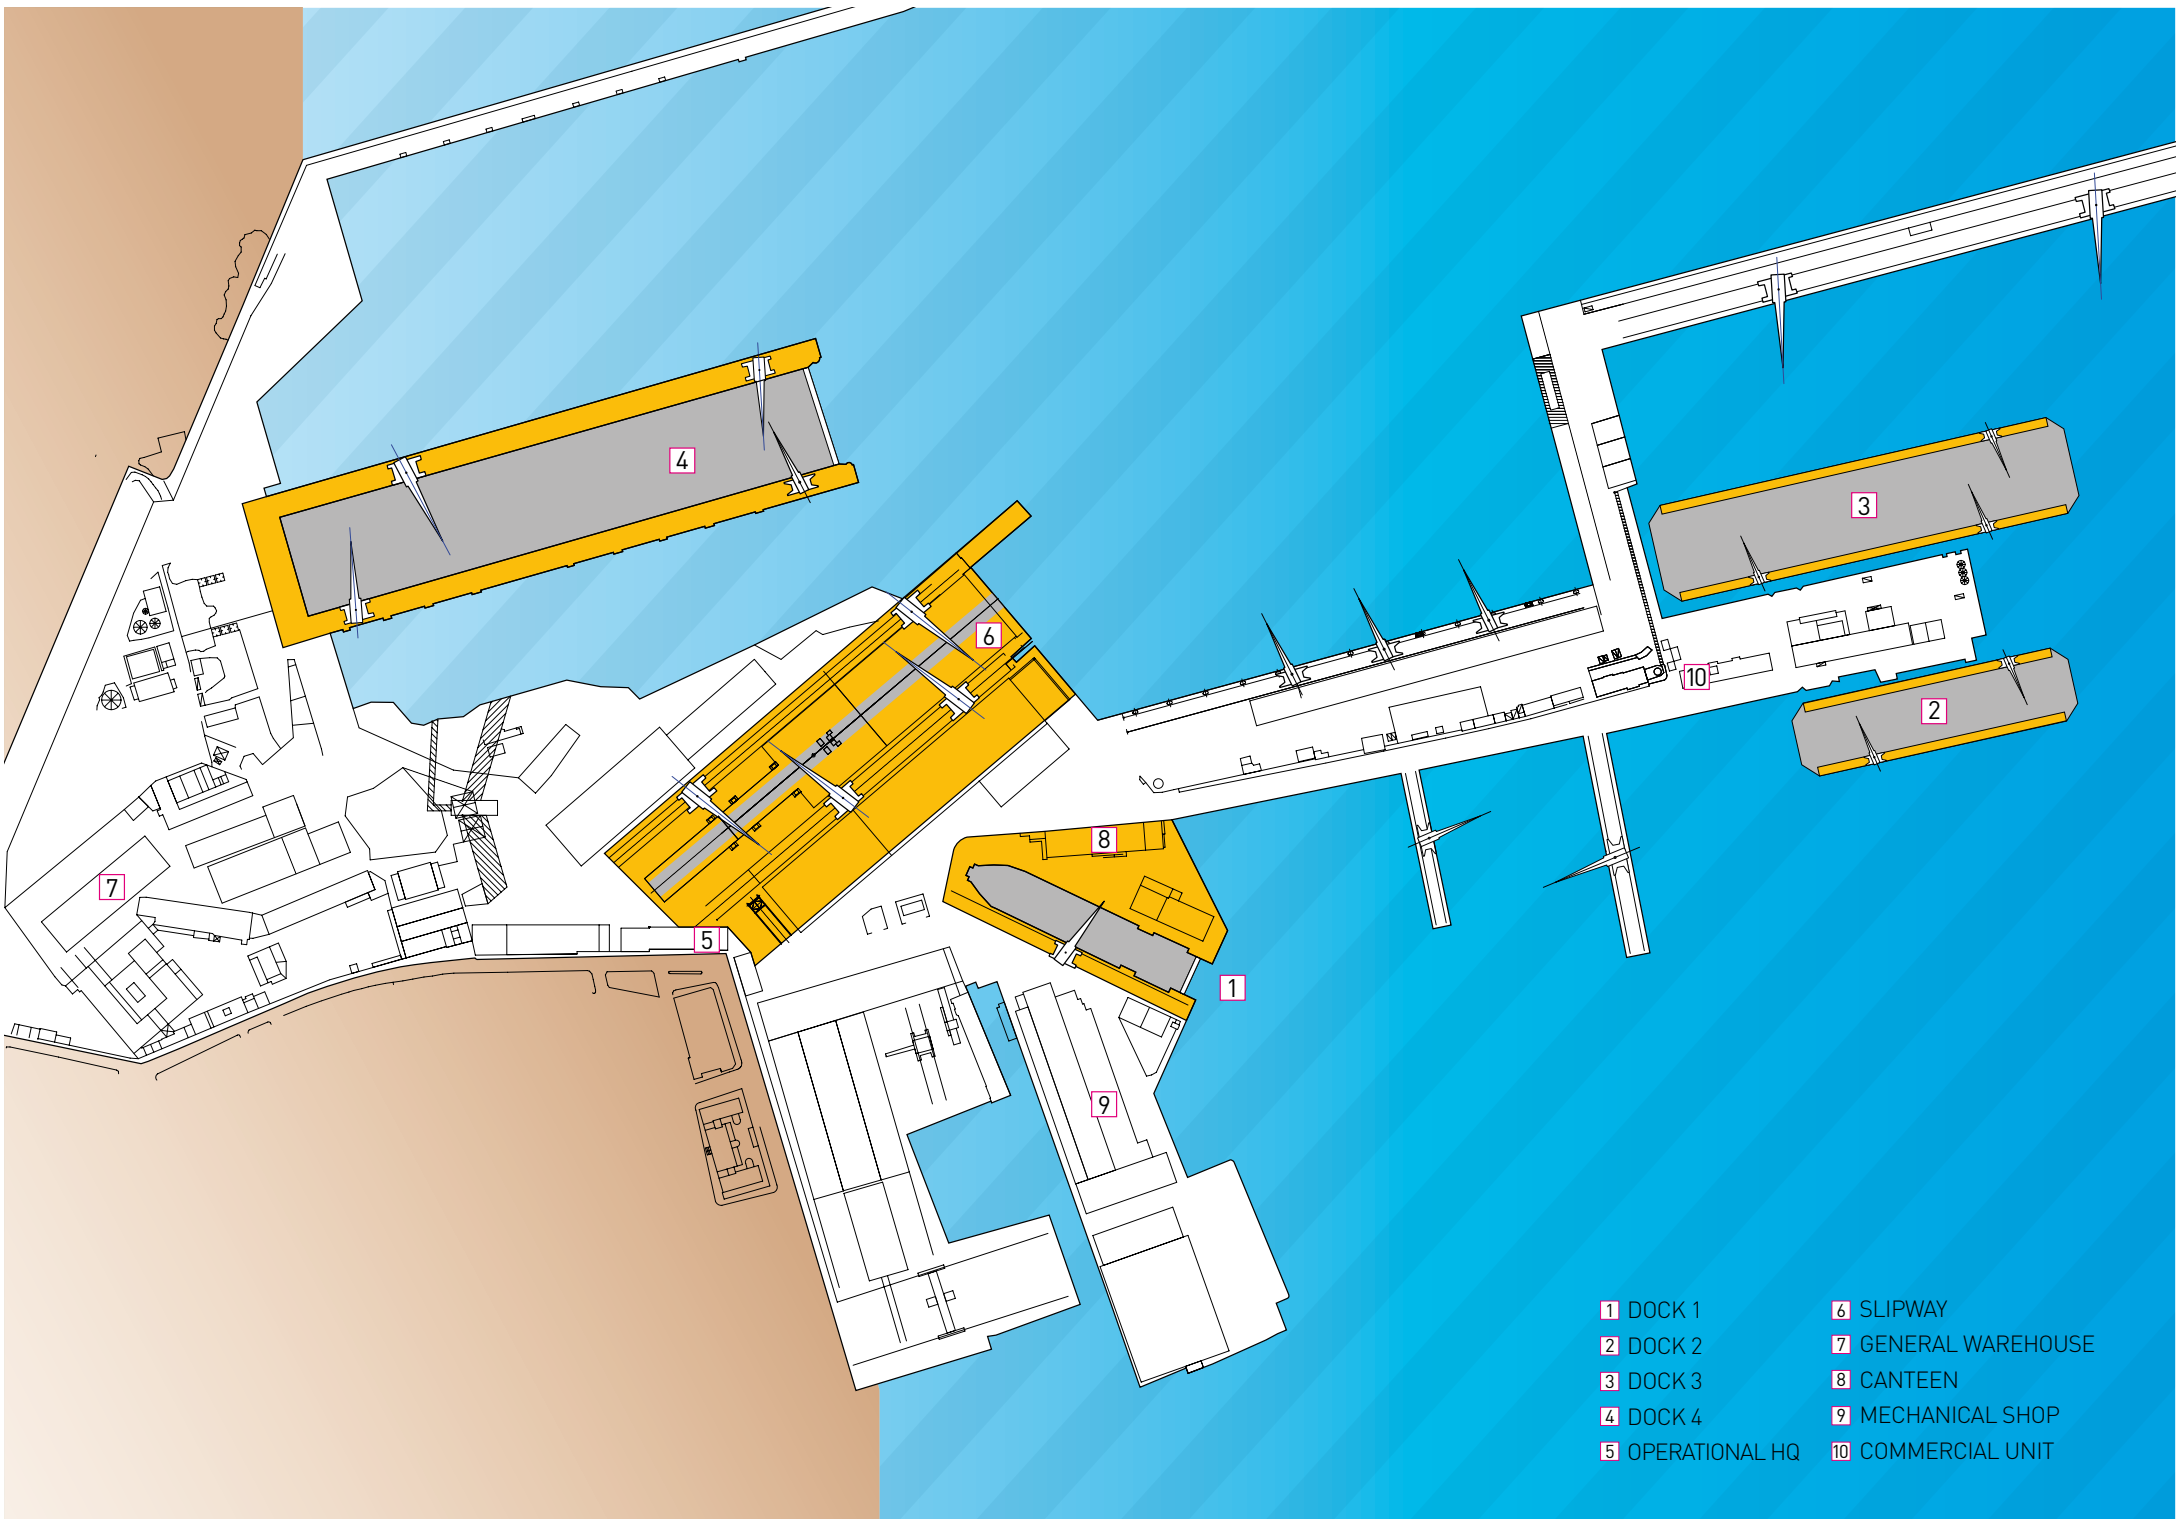 4
3
6
10
2
8
7
5
1
9
1 DOCK 1
2 DOCK 2
3 DOCK 3
4 DOCK 4
5 OPERATIONAL HQ
6 SLIPWAY
7 GENERAL WAREHOUSE
8 CANTEEN
9 MECHANICAL SHOP
10 COMMERCIAL UNIT